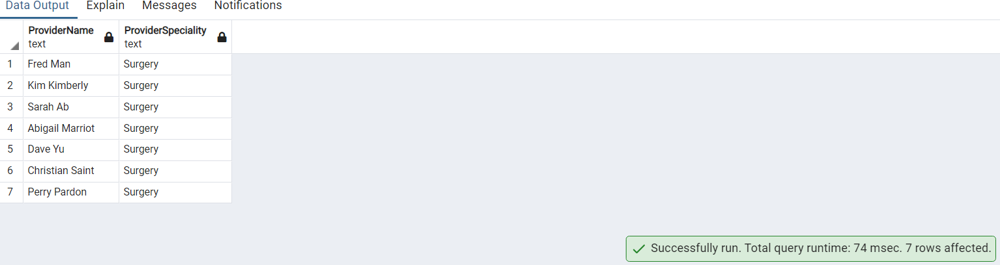 Data Output Explain Messages Notifications
ProviderName ProviderSpeciality
text text
1 Fred Man Surgery
2 Kim Kimberly Surgery
3 Sarah Ab Surgery
4 Abigail Marriot Surgery
5 Dave Yu Surgery
6 Christian Saint Surgery
7 Perry Pardon Surgery
Successfully run. Total query runtime: 74 msec. 7 rows affected.